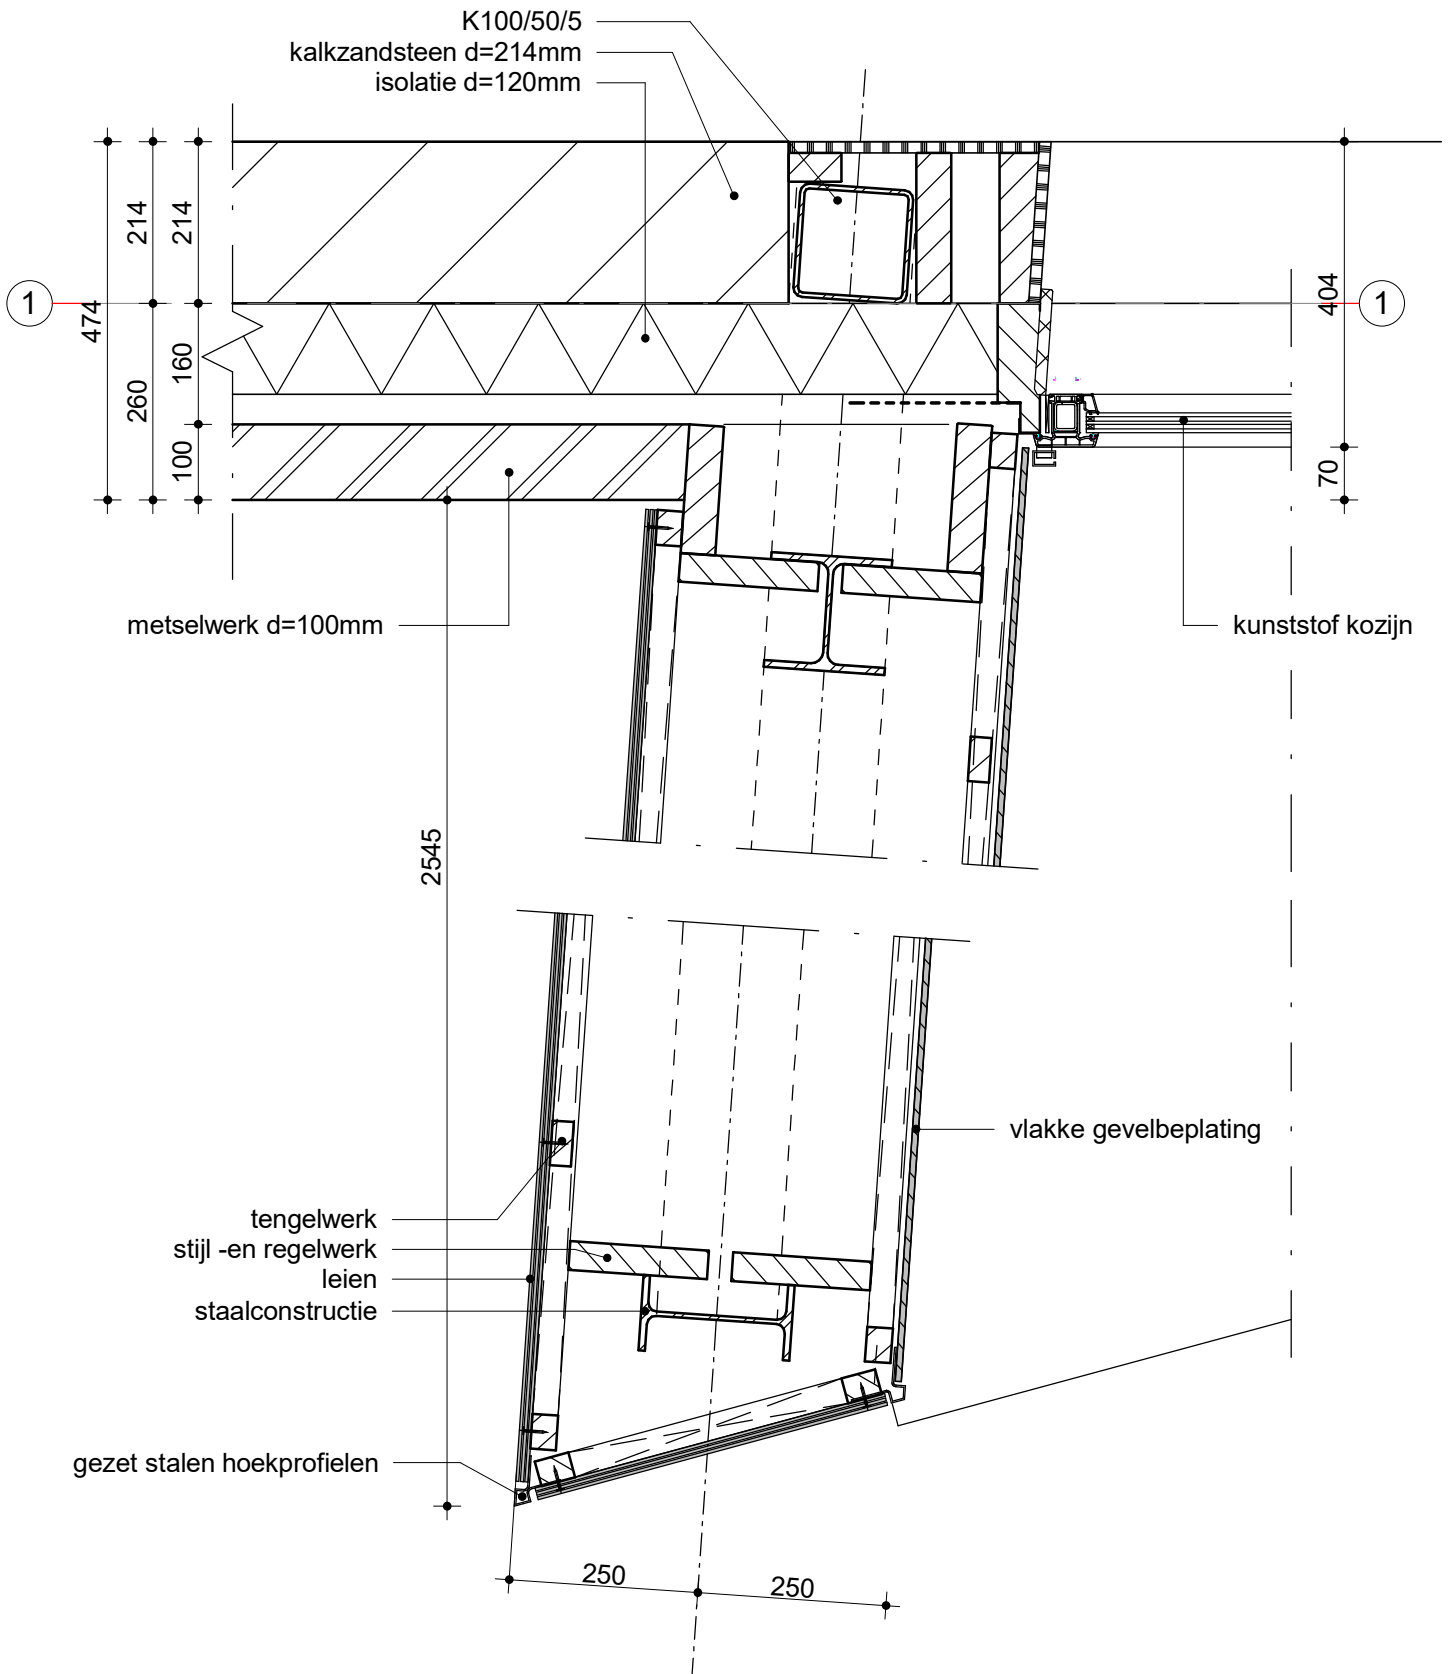 K100/50/5
kalkzandsteen d=214mm
isolatie d=120mm
214
214
474
404
1
1
160
260
100
70
metselwerk d=100mm
kunststof kozijn
2545
vlakke gevelbeplating
tengelwerk
stijl -en regelwerk
leien
staalconstructie
gezet stalen hoekprofielen
250
250